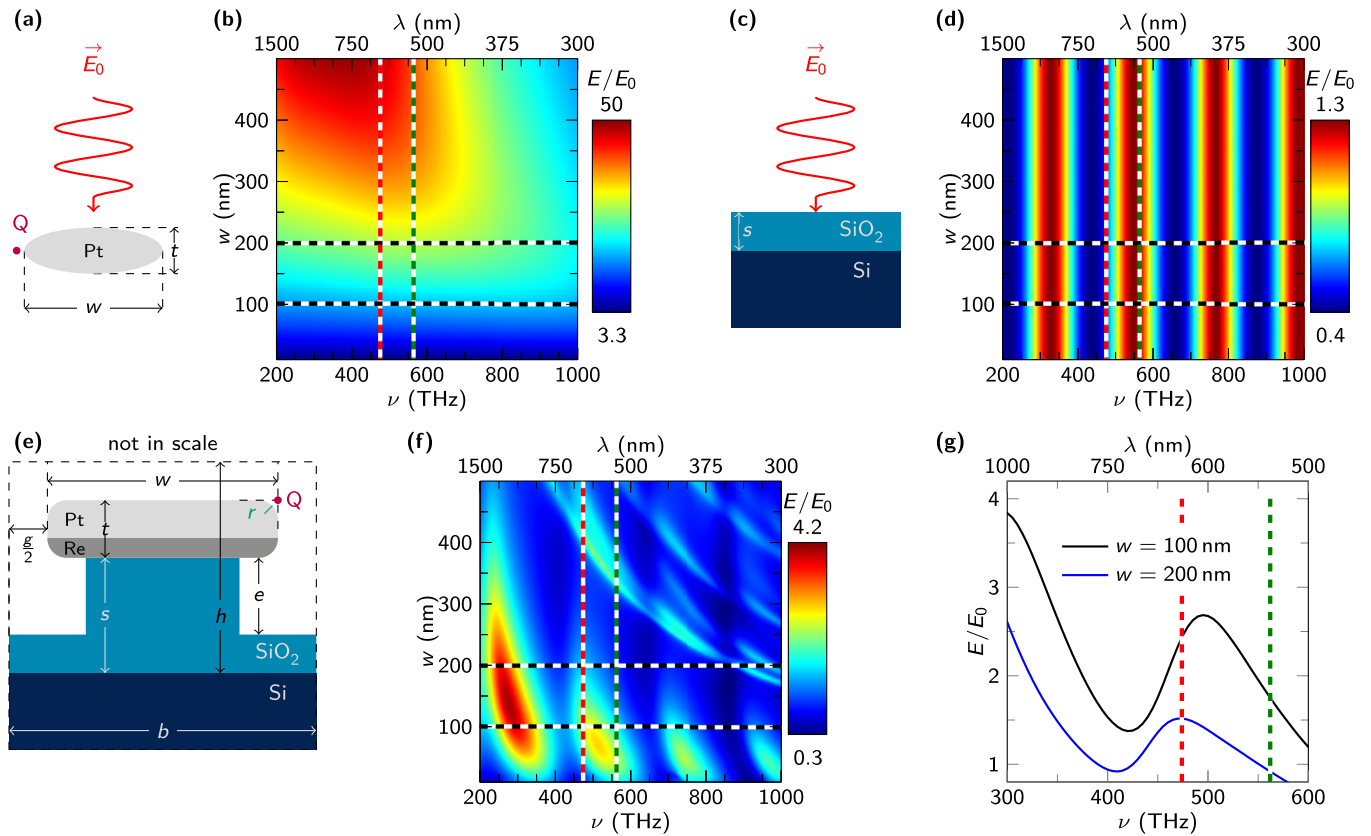 (a)
E₀
Q
Pt
t
w
(b)
λ (nm)
1500 750 500 375 300
w (nm)
400
300
200
100
200 400 600 800 1000
ν (THz)
E/E₀
50
3.3
(c)
E₀
s
SiO₂
Si
(d)
λ (nm)
1500 750 500 375 300
w (nm)
400
300
200
100
200 400 600 800 1000
ν (THz)
E/E₀
1.3
0.4
(e)
not in scale
w
Q
Pt
t
r
Re
g/2
s
h
e
SiO₂
Si
b
(f)
λ (nm)
1500 750 500 375 300
w (nm)
400
300
200
100
200 400 600 800 1000
ν (THz)
E/E₀
4.2
0.3
(g)
λ (nm)
1000 750 600 500
E/E₀
4
3
2
1
w = 100 nm
w = 200 nm
300 400 500 600
ν (THz)